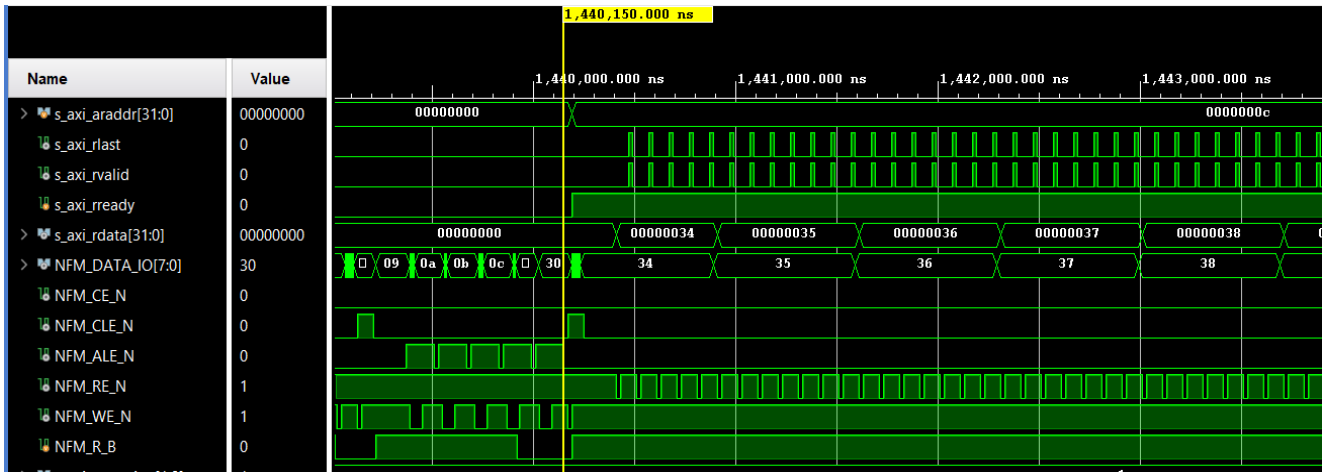 1,440,150.000 ns
Name Value 1,440,000.000 ns 1,441,000.000 ns 1,442,000.000 ns 1,443,000.000 ns
s_axi_araddr[31:0] 00000000 00000000 0000000c
s_axi_rlast 0
s_axi_rvalid 0
s_axi_rready 0
s_axi_rdata[31:0] 00000000 00000000 00000034 00000035 00000036 00000037 00000038
NFM_DATA_IO[7:0] 30 09 0a 0b 0c 30 34 35 36 37 38
NFM_CE_N 0
NFM_CLE_N 0
NFM_ALE_N 0
NFM_RE_N 1
NFM_WE_N 1
NFM_R_B 0